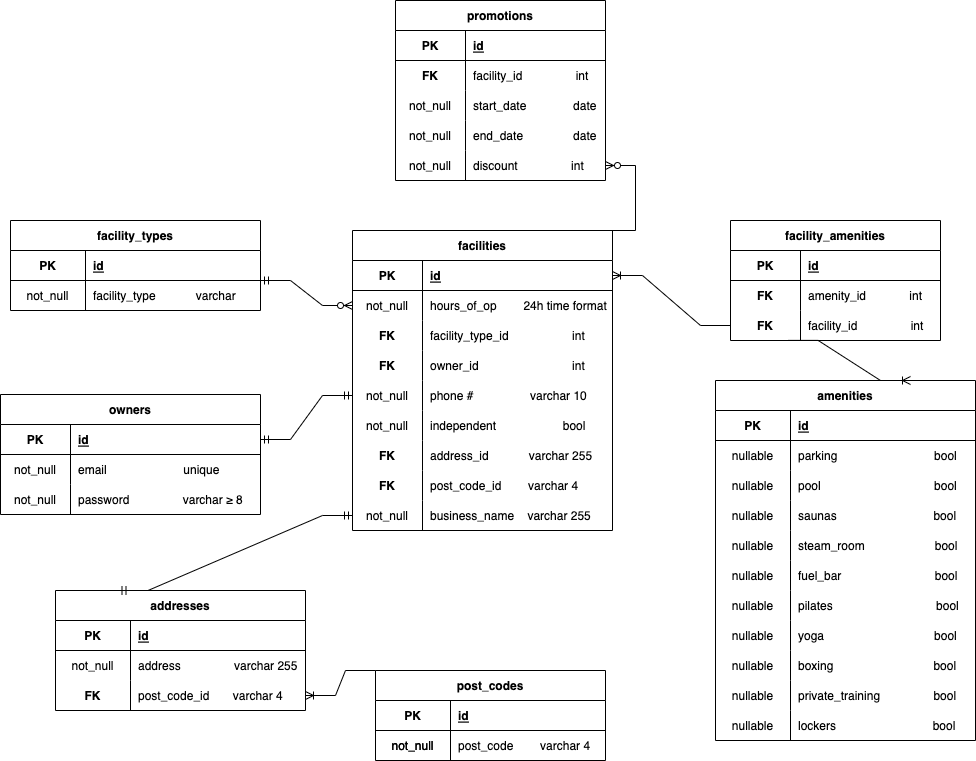 promotions
PK id
FK facility_id int
not_null start_date date
not_null end_date date
not_null discount int
facility_types
PK id
not_null facility_type varchar
facilities
PK id
not_null hours_of_op 24h time format
FK facility_type_id int
FK owner_id int
not_null phone # varchar 10
not_null independent bool
FK address_id varchar 255
FK post_code_id varchar 4
not_null business_name varchar 255
facility_amenities
PK id
FK amenity_id int
FK facility_id int
owners
PK id
not_null email unique
not_null password varchar ≥ 8
amenities
PK id
nullable parking bool
nullable pool bool
nullable saunas bool
nullable steam_room bool
nullable fuel_bar bool
nullable pilates bool
nullable yoga bool
nullable boxing bool
nullable private_training bool
nullable lockers bool
addresses
PK id
not_null address varchar 255
FK post_code_id varchar 4
post_codes
PK id
not_null post_code varchar 4